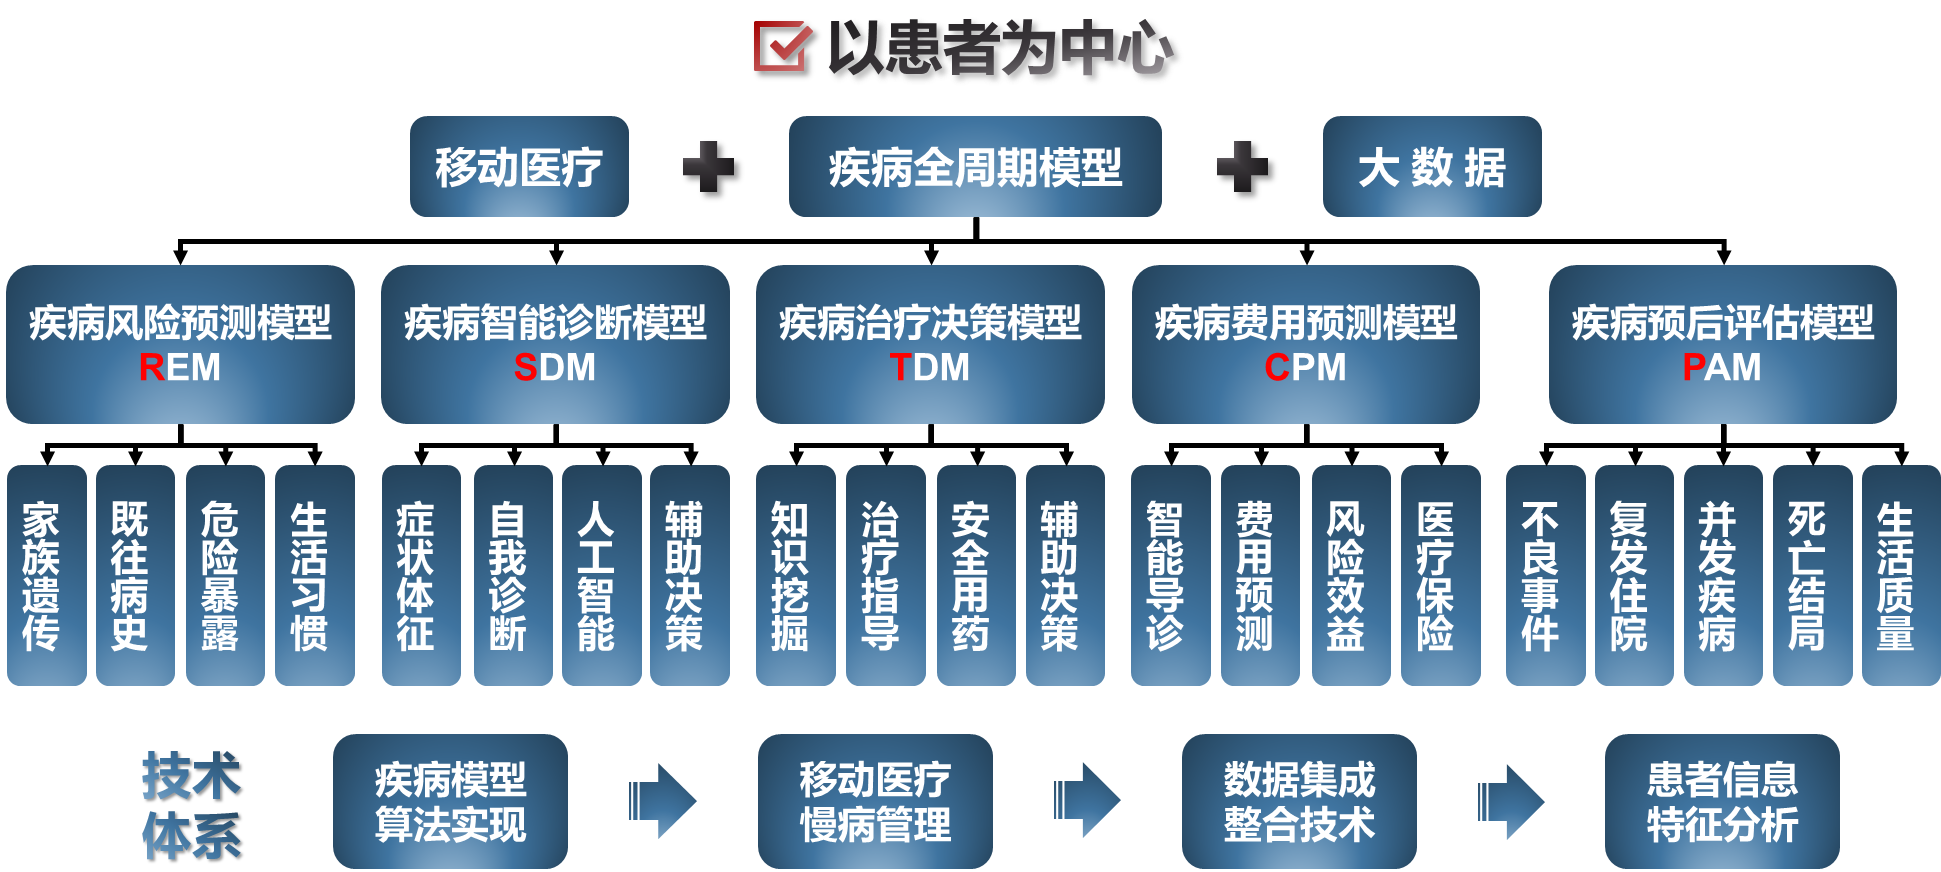 以患者为中心
移动医疗
疾病全周期模型
大 数 据
疾病风险预测模型
REM
疾病智能诊断模型
SDM
疾病治疗决策模型
TDM
疾病费用预测模型
CPM
疾病预后评估模型
PAM
家族遗传
既往病史
危险暴露
生活习惯
症状体征
自我诊断
人工智能
辅助决策
知识挖掘
治疗指导
安全用药
辅助决策
智能导诊
费用预测
风险效益
医疗保险
不良事件
复发住院
并发疾病
死亡结局
生活质量
技术
体系
疾病模型
算法实现
移动医疗
慢病管理
数据集成
整合技术
患者信息
特征分析